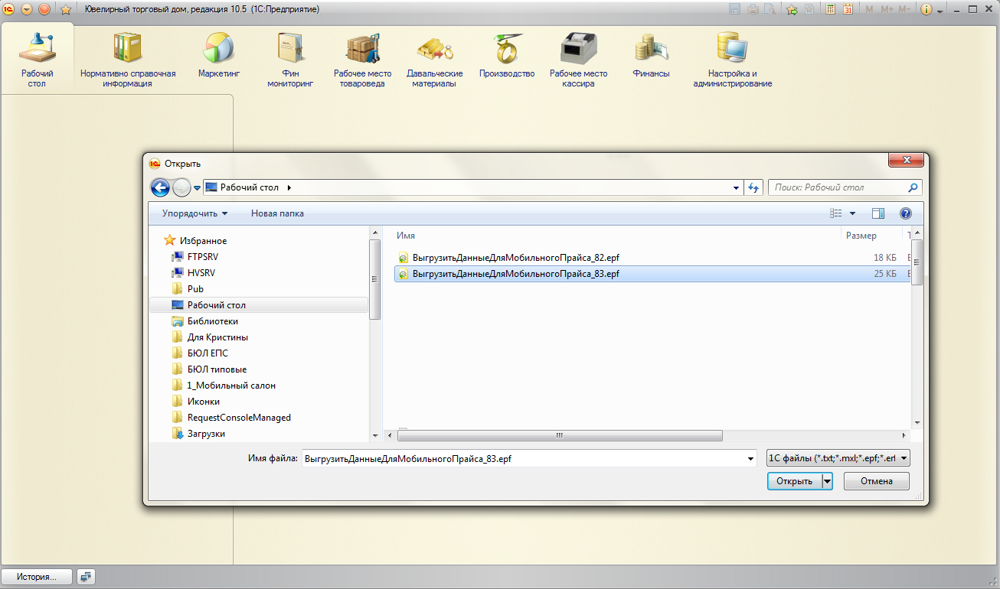 Ювелирный торговый дом, редакция 10.5 (1С:Предприятие)
M M+ M-
Рабочий стол
Нормативно справочная информация
Маркетинг
Фин мониторинг
Рабочее место товароведа
Давальческие материалы
Производство
Рабочее место кассира
Финансы
Настройка и администрирование
Открыть
Рабочий стол
Поиск: Рабочий стол
Упорядочить
Новая папка
Избранное
FTPSRV
HVSRV
Pub
Рабочий стол
Библиотеки
Для Кристины
БЮЛ ЕПС
БЮЛ типовые
1_Мобильный салон
Иконки
RequestConsoleManaged
Загрузки
Имя Размер
ВыгрузитьДанныеДляМобильногоПрайса_82.epf 18 КБ
ВыгрузитьДанныеДляМобильногоПрайса_83.epf 25 КБ
Имя файла: ВыгрузитьДанныеДляМобильногоПрайса_83.epf
1С файлы (*.txt;*.mxl;*.epf;*.erf
Открыть
Отмена
История...